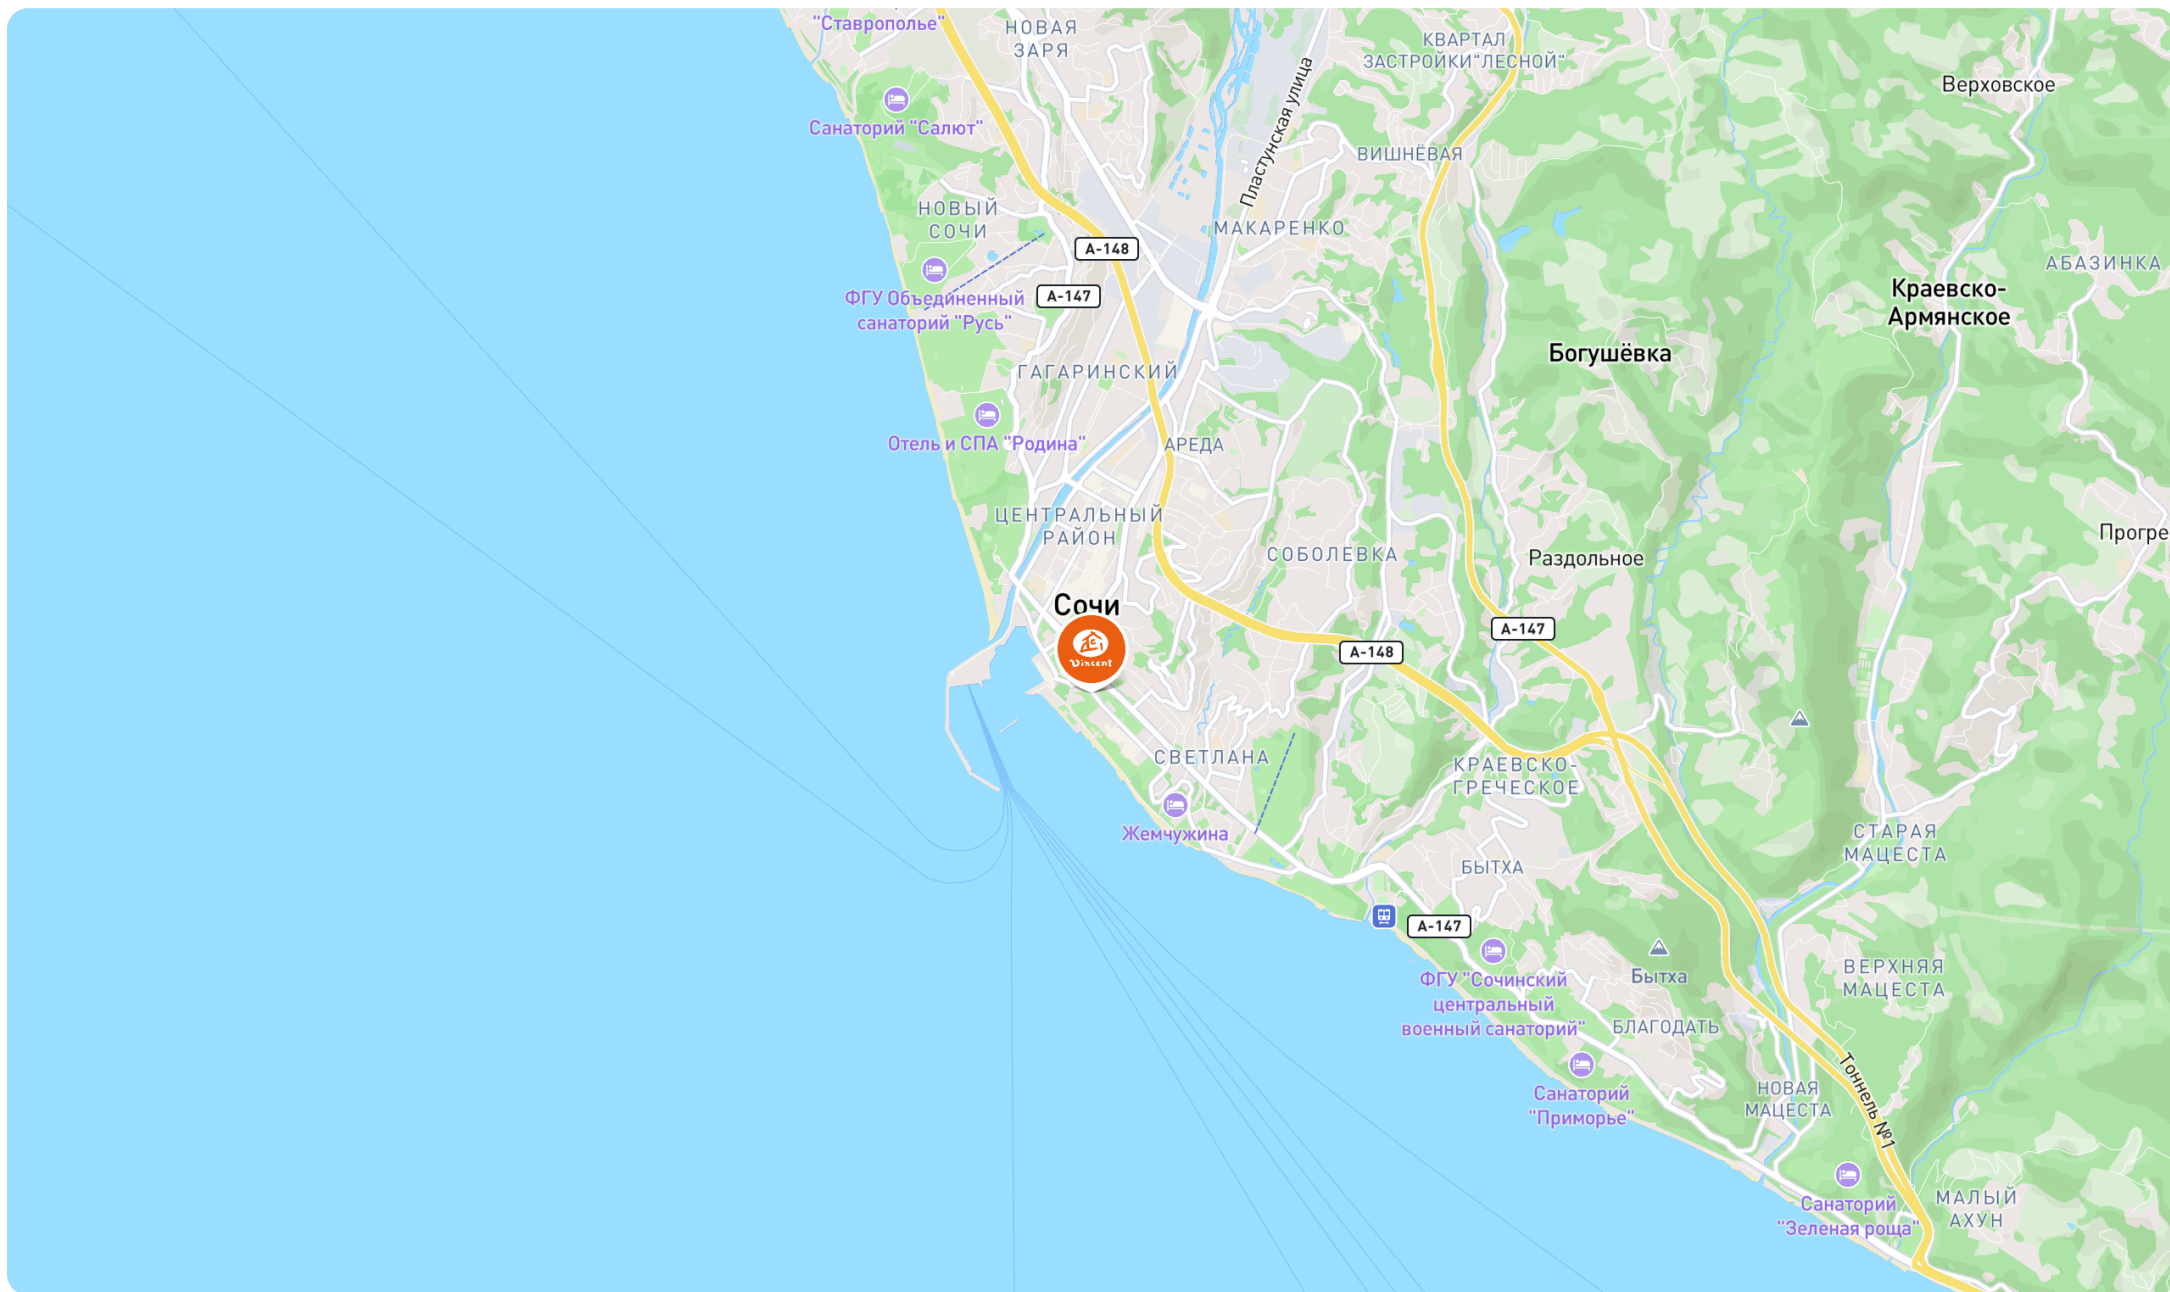 "Ставрополье"
НОВАЯ
ЗАРЯ
КВАРТАЛ
ЗАСТРОЙКИ"ЛЕСНОЙ"
Верховское
Санаторий "Салют"
Пластунская улица
ВИШНЁВАЯ
НОВЫЙ
СОЧИ
МАКАРЕНКО
А-148
АБАЗИНКА
ФГУ Объединенный
санаторий "Русь"
А-147
Краевско-
Армянское
Богушёвка
ГАГАРИНСКИЙ
Отель и СПА "Родина"
АРЕДА
ЦЕНТРАЛЬНЫЙ
РАЙОН
СОБОЛЕВКА
Раздольное
Прогре
Сочи
Vincent
А-148
А-147
СВЕТЛАНА
КРАЕВСКО-
ГРЕЧЕСКОЕ
Жемчужина
СТАРАЯ
МАЦЕСТА
БЫТХА
А-147
ФГУ "Сочинский
центральный
военный санаторий"
Бытха
ВЕРХНЯЯ
МАЦЕСТА
БЛАГОДАТЬ
Санаторий
"Приморье"
НОВАЯ
МАЦЕСТА
Тоннель №1
Санаторий
"Зеленая роща"
МАЛЫЙ
АХУН